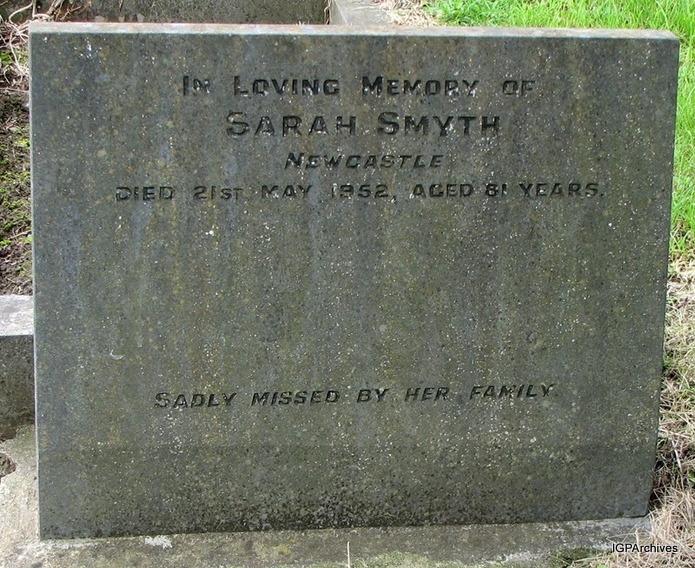 In Loving Memory of
Sarah Smyth
Newcastle
Died 21st May 1952, Aged 81 Years.
Sadly missed by her family.
IGPArchives